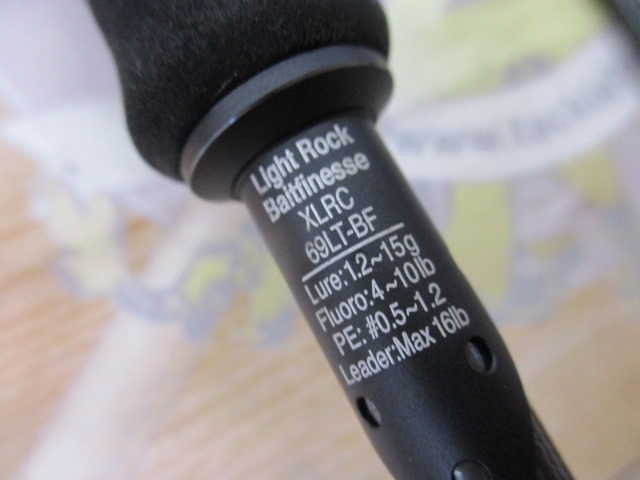 Light Rock
Baitfinesse
XLRC
69LT-BF
Lure:1.2~15g
Fluoro:4~10lb
PE: #0.5~1.2
Leader:Max 16lb